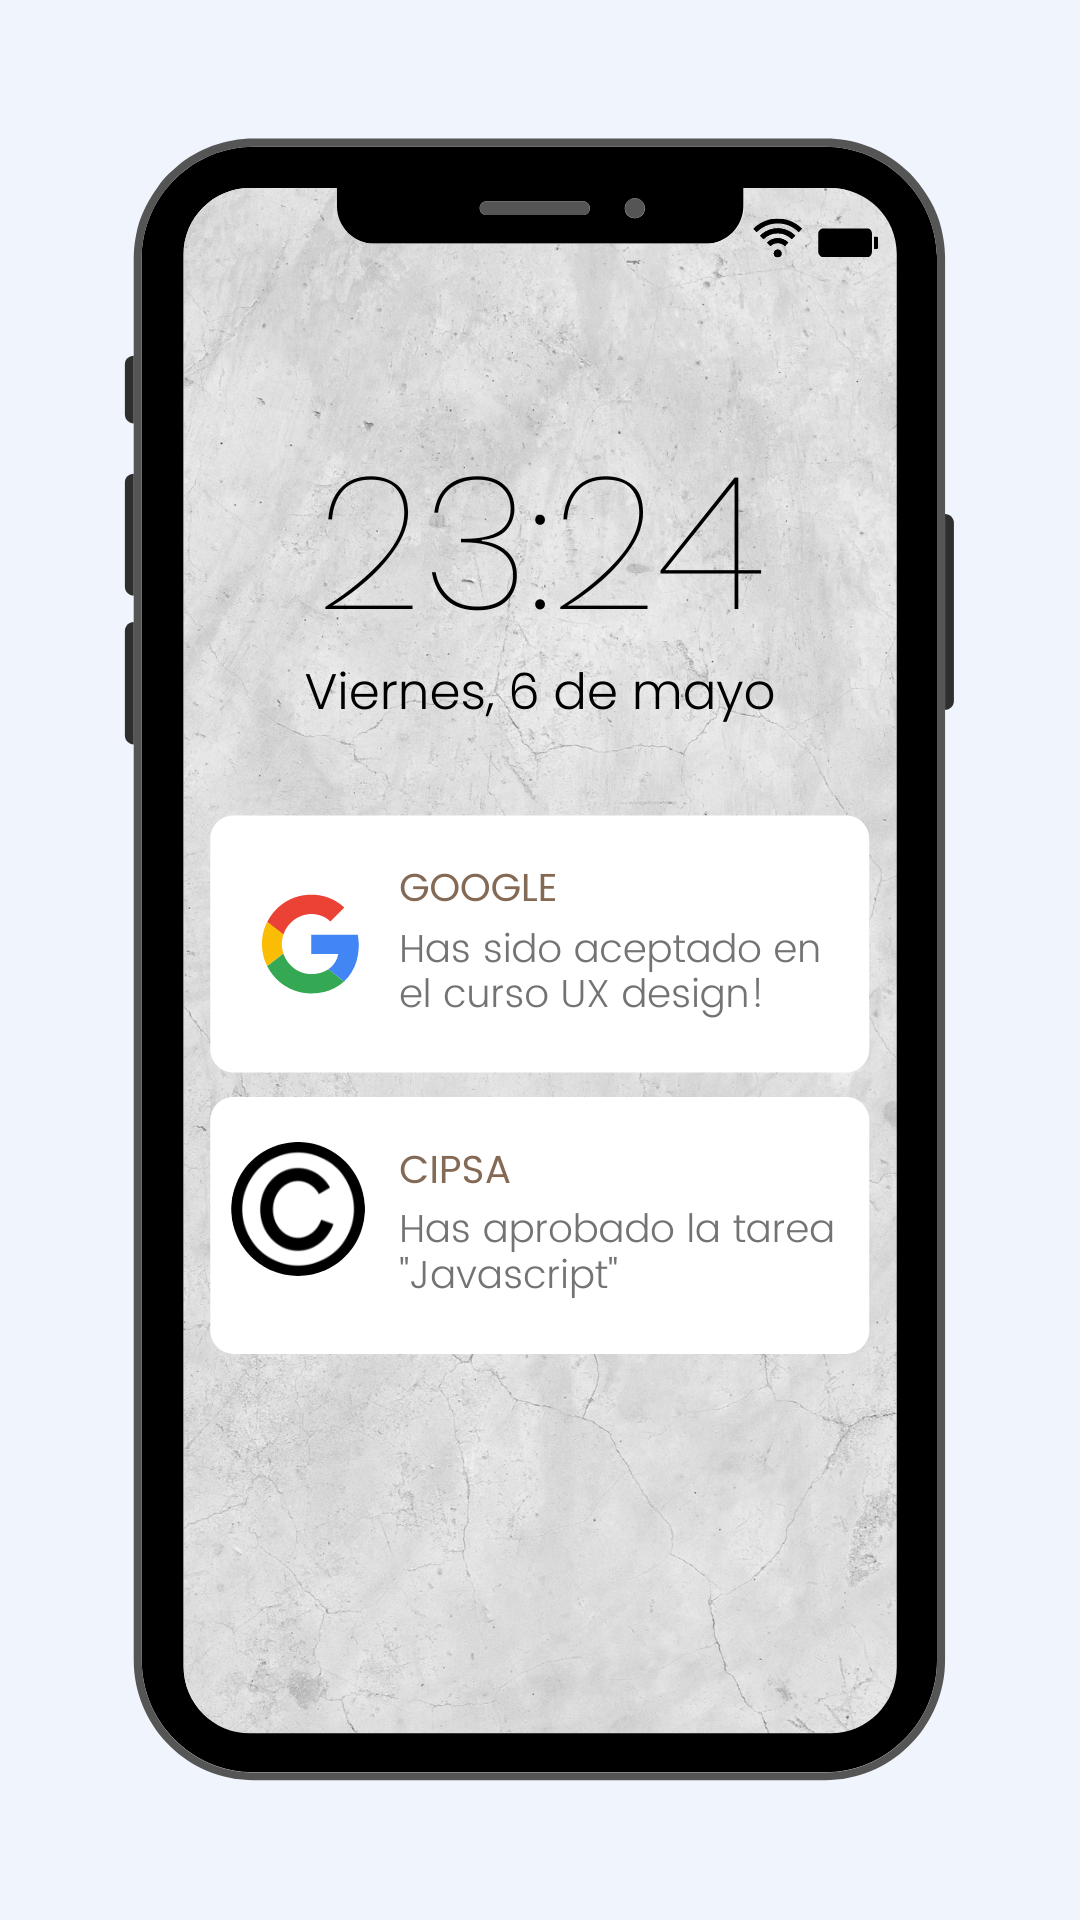 23:24
Viernes, 6 de mayo
GOOGLE
Has sido aceptado en
el curso UX design!
CIPSA
Has aprobado la tarea
"Javascript"